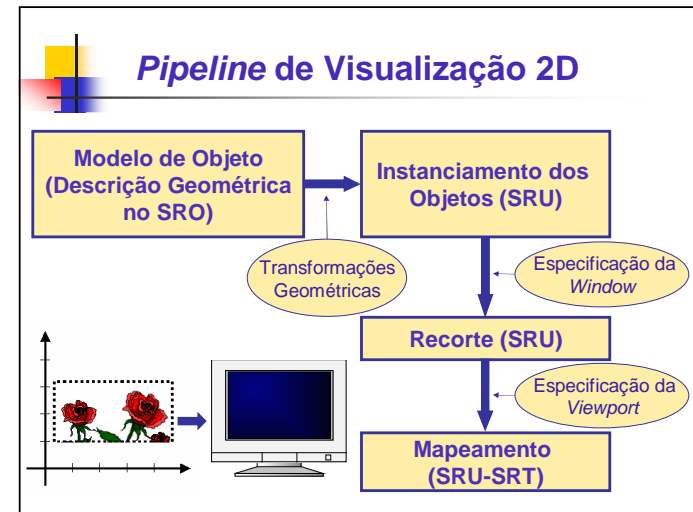 Pipeline de Visualização 2D
Modelo de Objeto
(Descrição Geométrica
no SRO)
Instanciamento dos
Objetos (SRU)
Transformações
Geométricas
Especificação da
Window
Recorte (SRU)
Especificação da
Viewport
Mapeamento
(SRU-SRT)